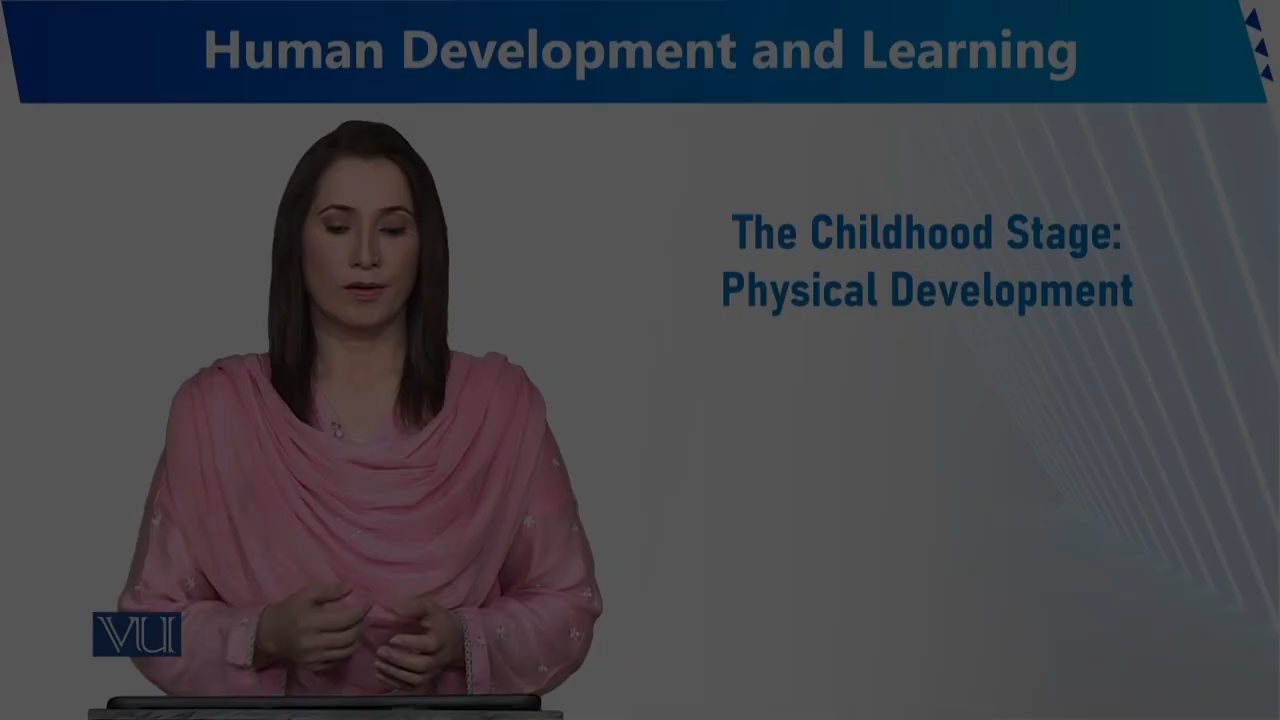 Human Development and Learning
The Childhood Stage:
Physical Development
VU